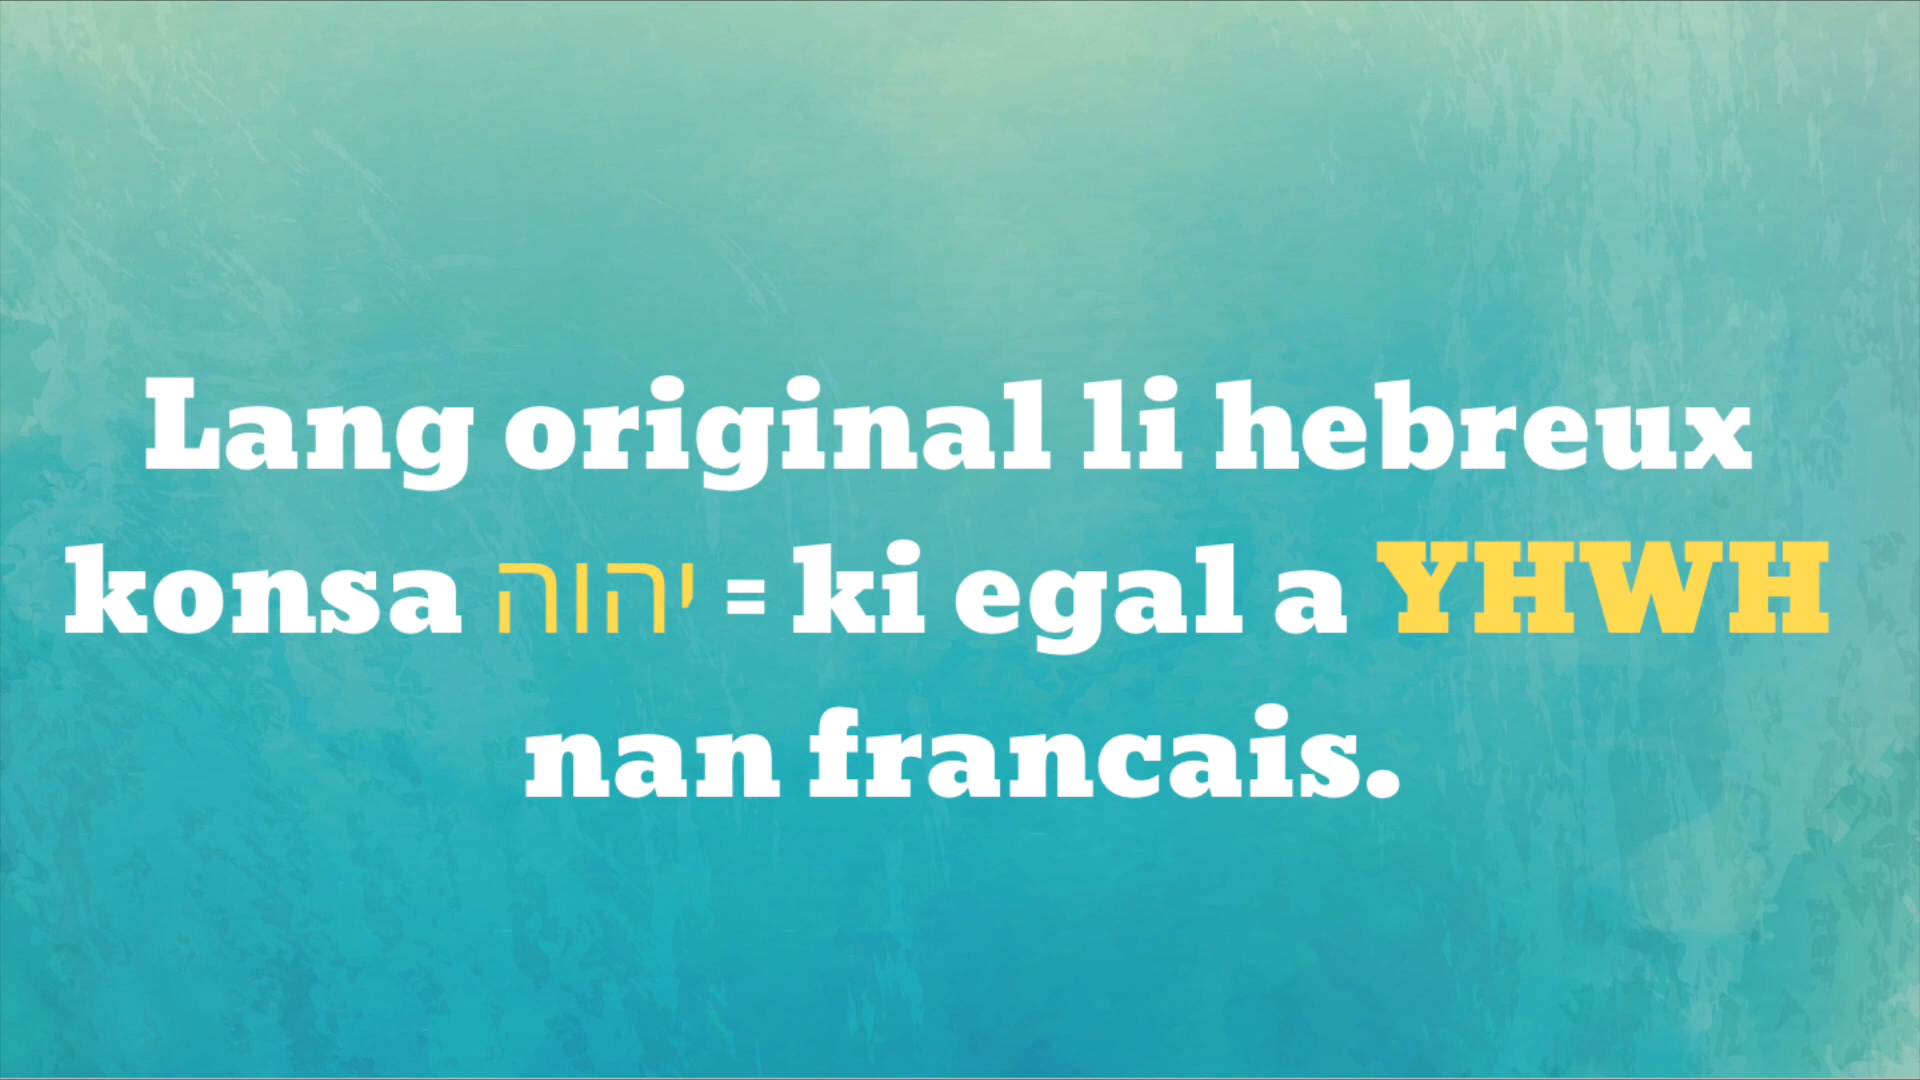 Lang original li hebreux
konsa יהוה = ki egal a YHWH
nan francais.